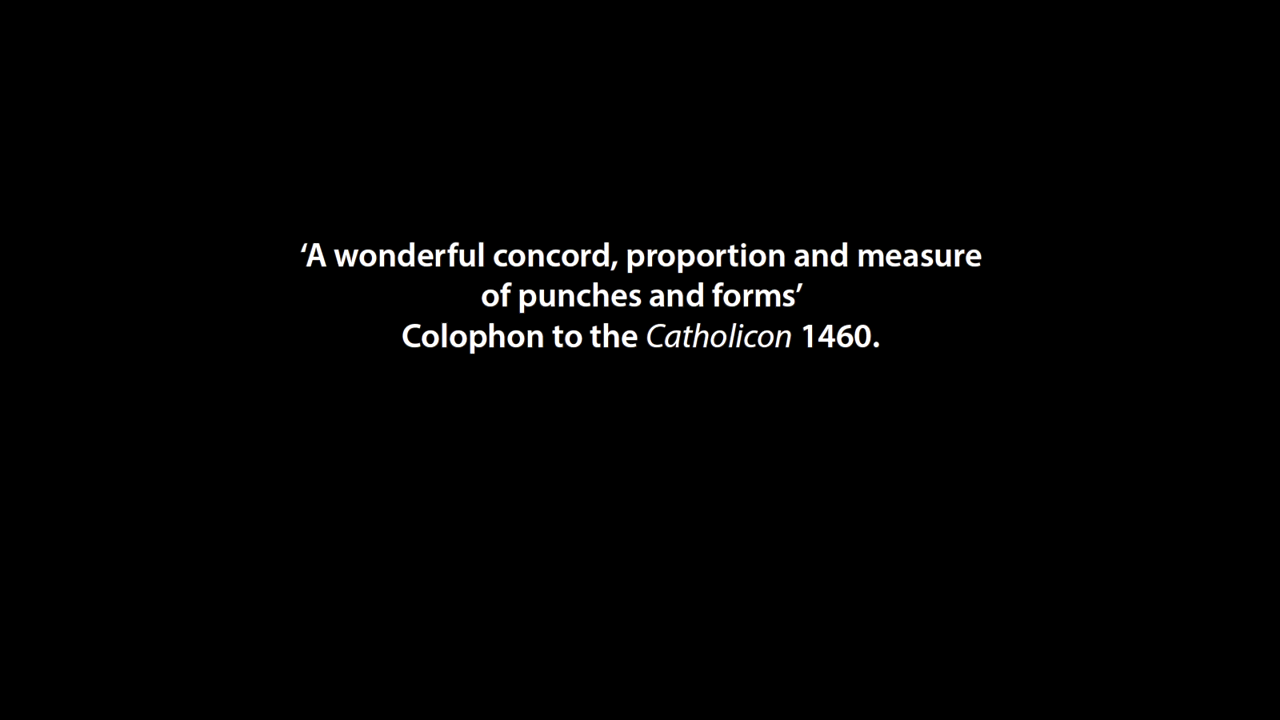 ‘A wonderful concord, proportion and measure
of punches and forms’
Colophon to the Catholicon 1460.